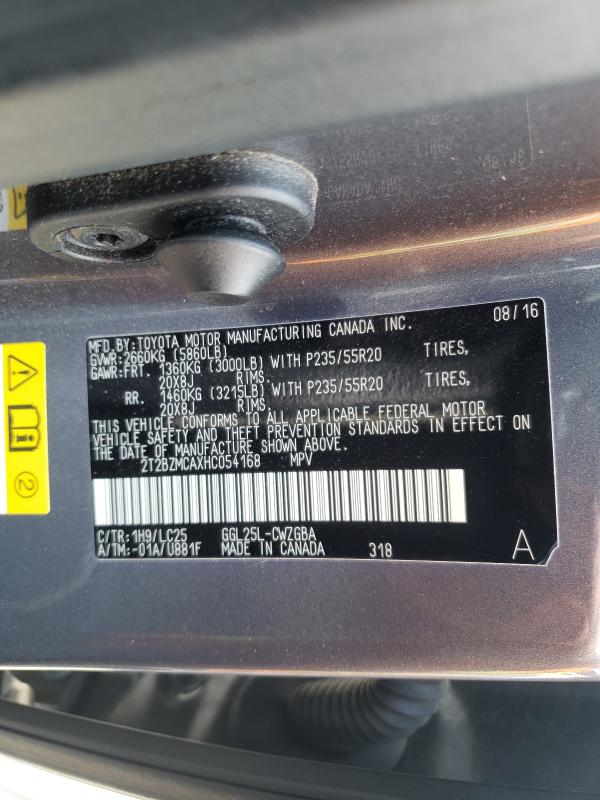 MFD.BY:TOYOTA MOTOR MANUFACTURING CANADA INC. 08/16
GVWR:2660KG (5860LB)
GAWR:FRT. 1360KG (3000LB) WITH P235/55R20 TIRES,
20X8J RIMS.
RR. 1460KG (3215LB) WITH P235/55R20 TIRES,
20X8J RIMS.
THIS VEHICLE CONFORMS TO ALL APPLICABLE FEDERAL MOTOR
VEHICLE SAFETY AND THEFT PREVENTION STANDARDS IN EFFECT ON
THE DATE OF MANUFACTURE SHOWN ABOVE.
2T2BZMCAXHC054168 MPV
C/TR:1H9/LC25 GGL25L-CWZGBA
A/TM:-01A/U881F MADE IN CANADA 318 A
2